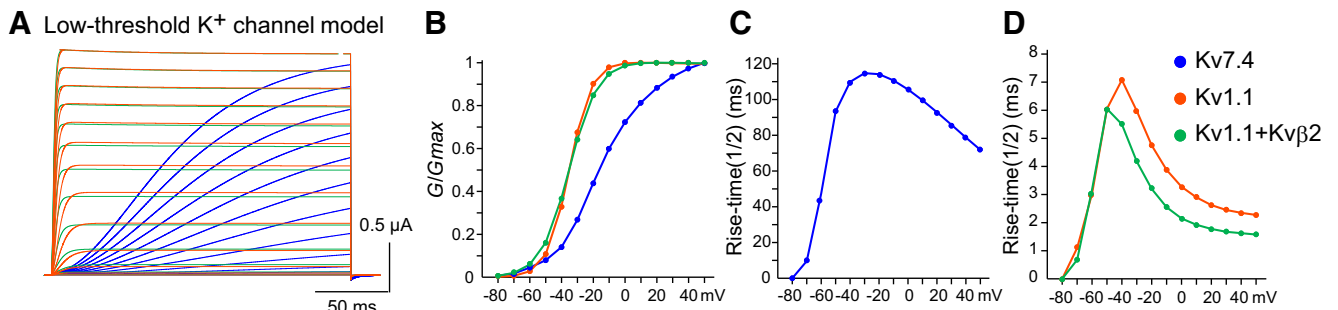 A Low-threshold K+ channel model
0.5 µA
50 ms
B
G/Gmax
1
0.8
0.6
0.4
0.2
0
-80 -60 -40 -20 0 20 40 mV
C
Rise-time(1/2) (ms)
120
100
80
60
40
20
0
-80 -60 -40 -20 0 20 40 mV
D
Rise-time(1/2) (ms)
8
7
6
5
4
3
2
1
0
-80 -60 -40 -20 0 20 40 mV
Kv7.4
Kv1.1
Kv1.1+Kvβ2